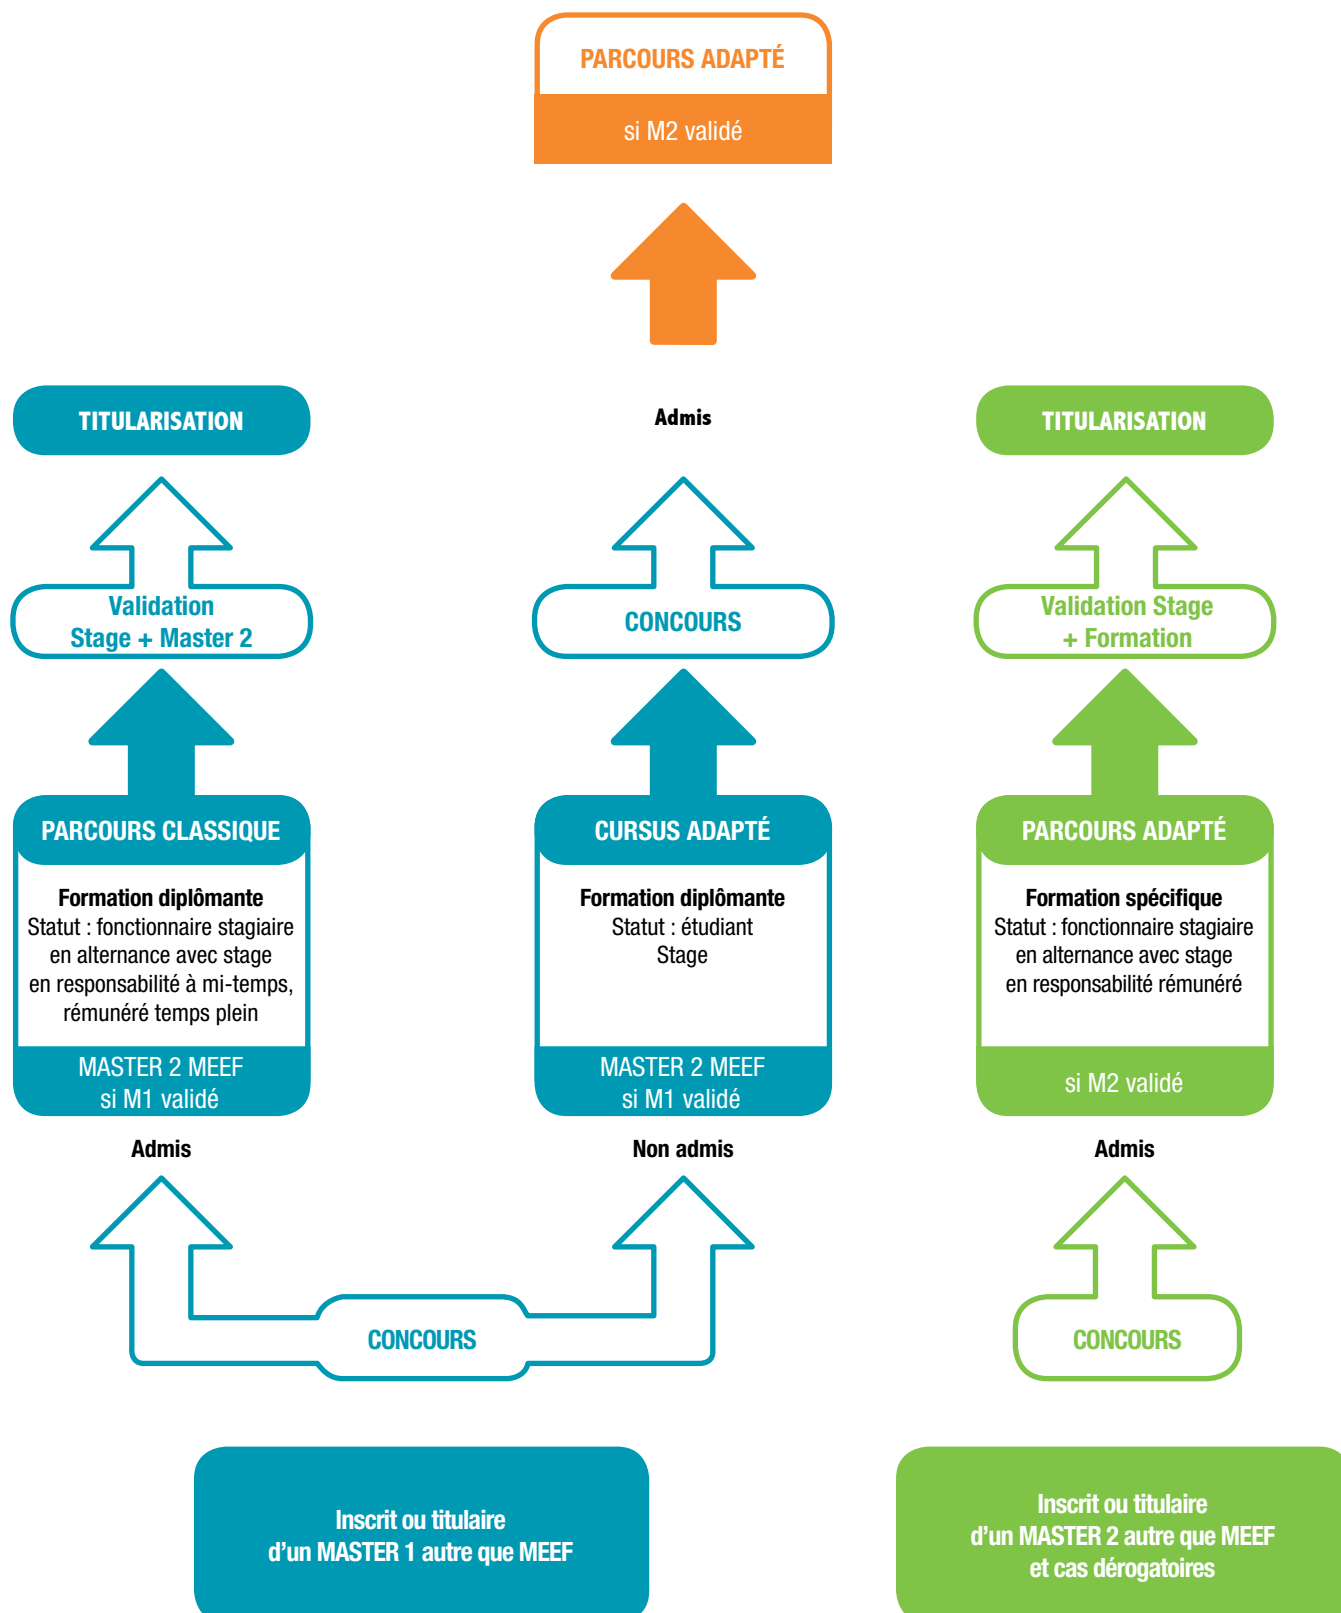 PARCOURS ADAPTÉ
si M2 validé
TITULARISATION
Admis
TITULARISATION
Validation
Stage + Master 2
CONCOURS
Validation Stage
+ Formation
PARCOURS CLASSIQUE
Formation diplômante
Statut : fonctionnaire stagiaire
en alternance avec stage
en responsabilité à mi-temps,
rémunéré temps plein
MASTER 2 MEEF
si M1 validé
CURSUS ADAPTÉ
Formation diplômante
Statut : étudiant
Stage
MASTER 2 MEEF
si M1 validé
PARCOURS ADAPTÉ
Formation spécifique
Statut : fonctionnaire stagiaire
en alternance avec stage
en responsabilité rémunéré
si M2 validé
Admis
Non admis
Admis
CONCOURS
CONCOURS
Inscrit ou titulaire
d'un MASTER 1 autre que MEEF
Inscrit ou titulaire
d'un MASTER 2 autre que MEEF
et cas dérogatoires